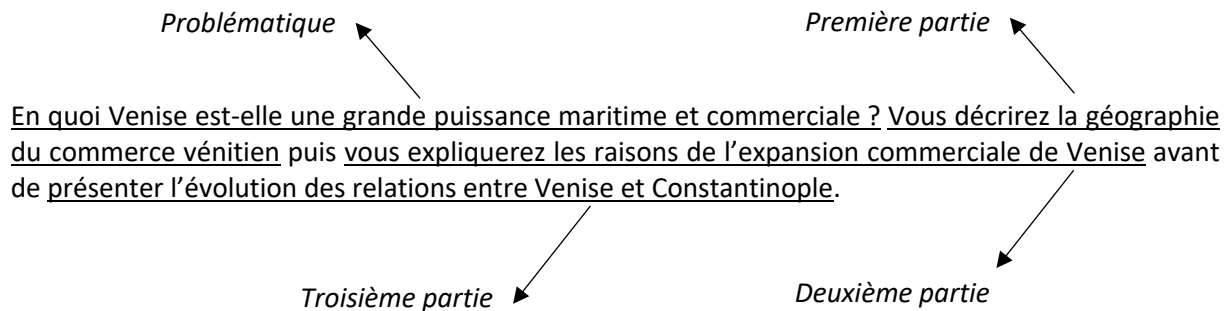 Problématique
Première partie
En quoi Venise est-elle une grande puissance maritime et commerciale ? Vous décrirez la géographie
du commerce vénitien puis vous expliquerez les raisons de l’expansion commerciale de Venise avant
de présenter l’évolution des relations entre Venise et Constantinople.
Troisième partie
Deuxième partie